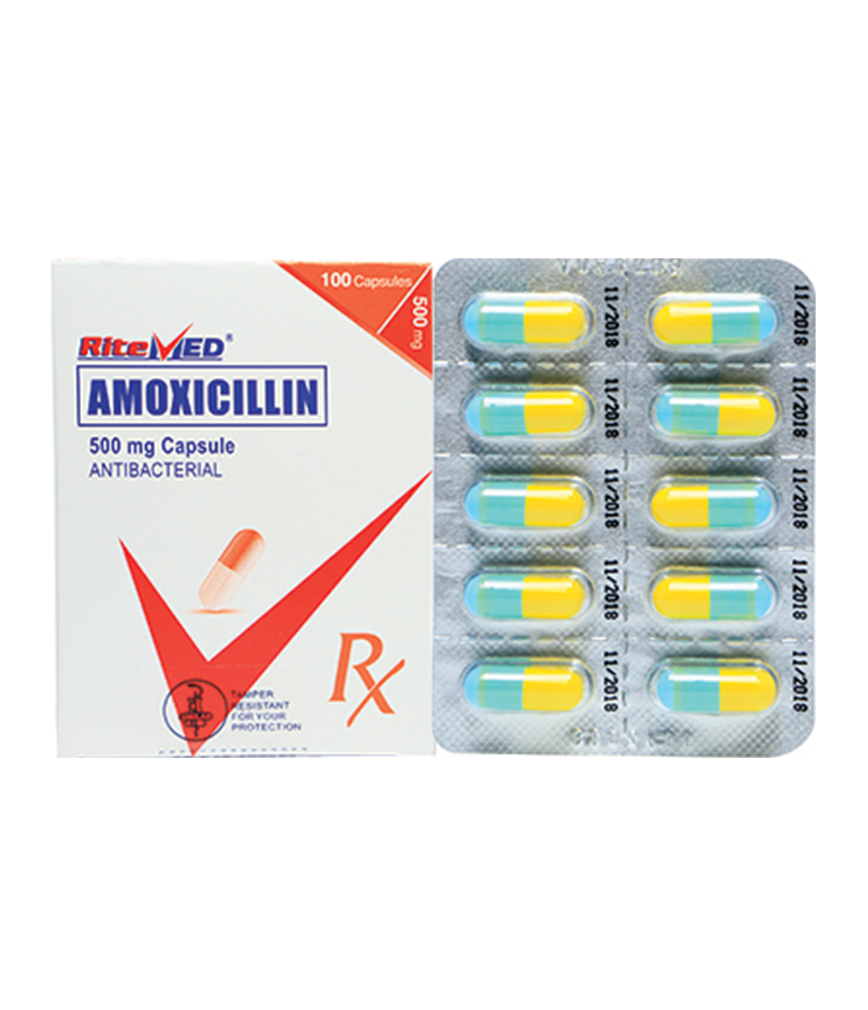 100 Capsules
500 mg
RiteMED®
AMOXICILLIN
500 mg Capsule
ANTIBACTERIAL
Rx
TAMPER
RESISTANT
FOR YOUR
PROTECTION
11/2018
11/2018
11/2018
11/2018
11/2018
11/2018
11/2018
11/2018
11/2018
11/2018